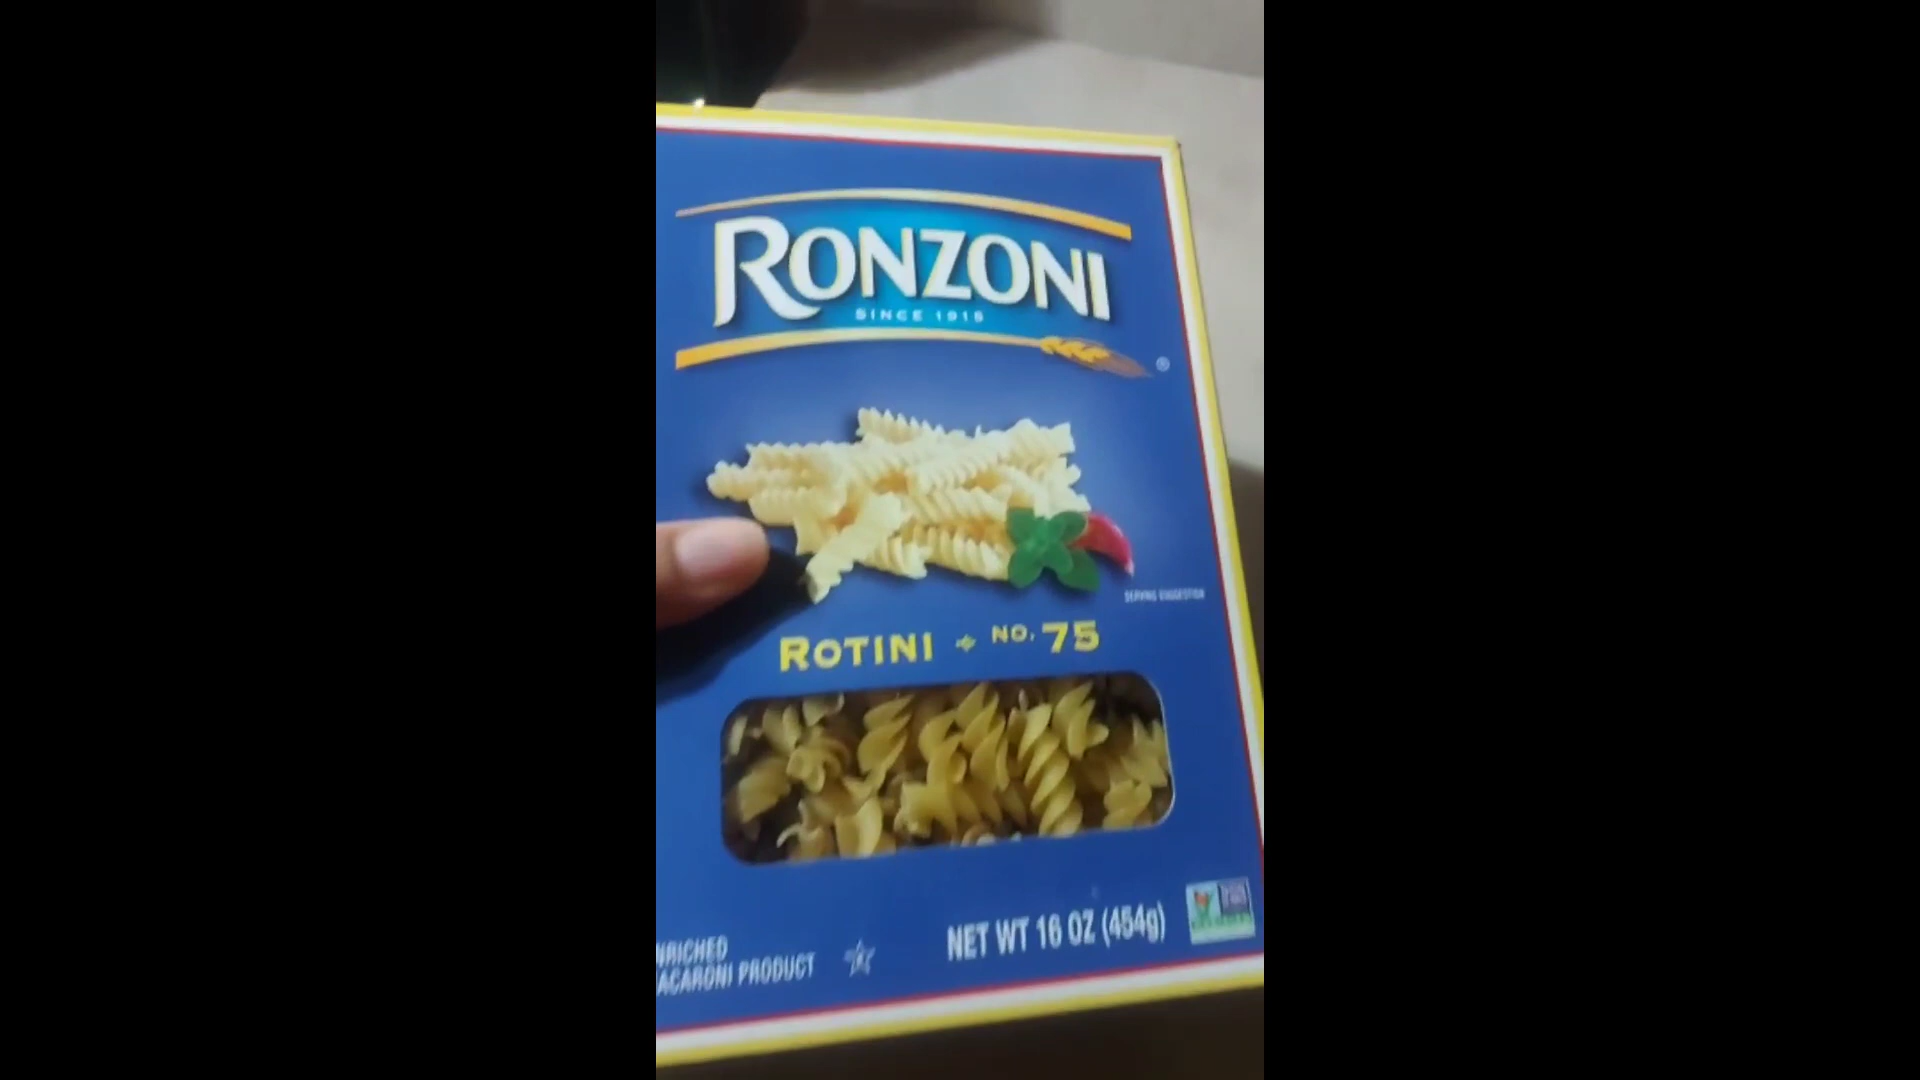 RONZONI
SINCE 1915
®
SERVING SUGGESTION
ROTINI NO. 75
NRICHED
ACARONI PRODUCT
K
NET WT 16 OZ (454g)